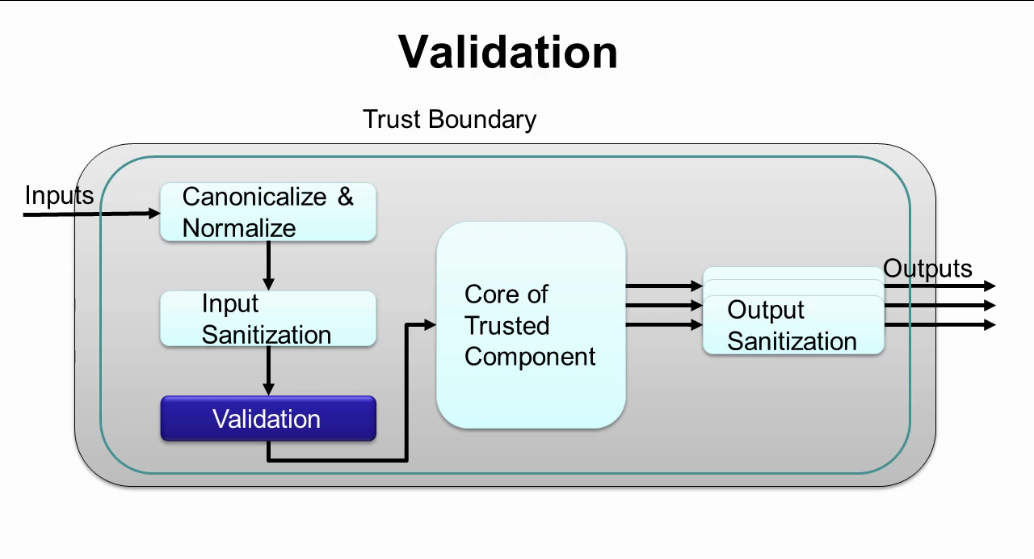 Validation
Trust Boundary
Inputs
Canonicalize &
Normalize
Input
Sanitization
Validation
Core of
Trusted
Component
Outputs
Output
Sanitization